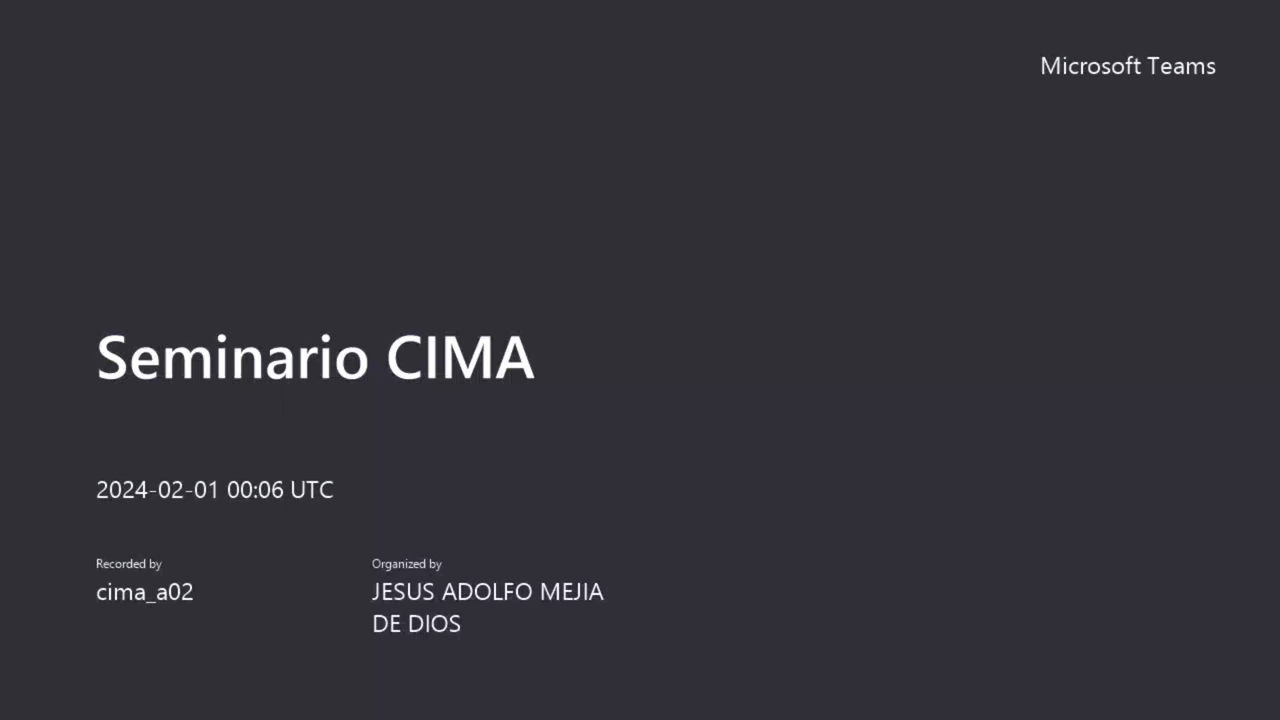 Microsoft Teams
Seminario CIMA
2024-02-01 00:06 UTC
Recorded by
cima_a02
Organized by
JESUS ADOLFO MEJIA
DE DIOS